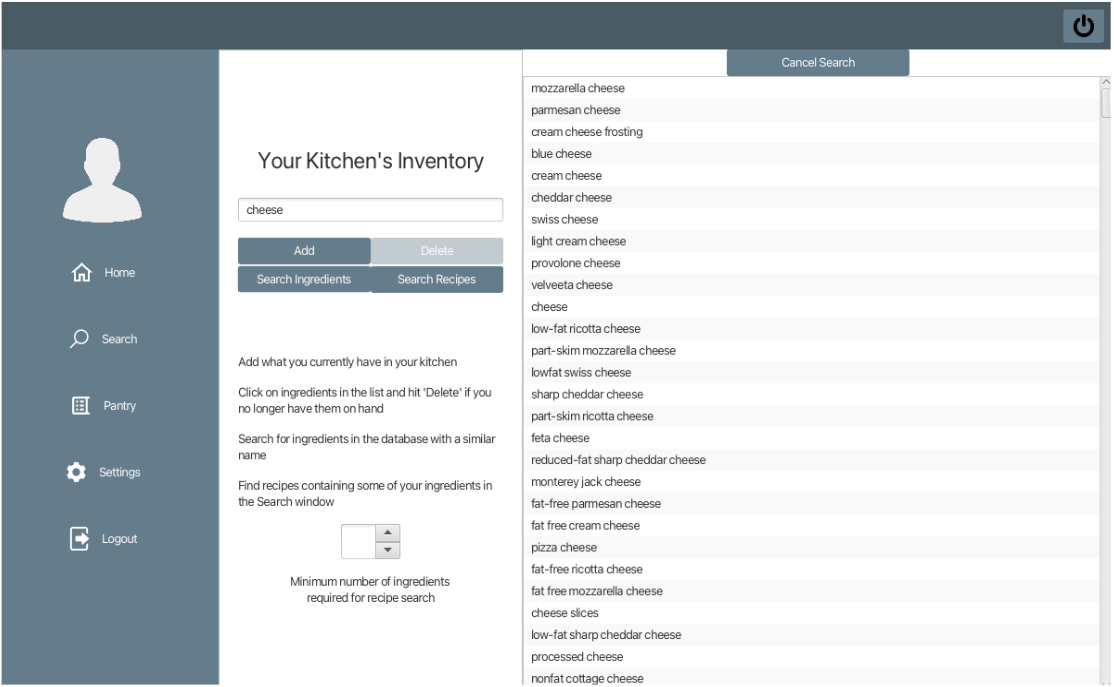 Home
Search
Pantry
Settings
Logout
Your Kitchen's Inventory
cheese
Add
Delete
Search Ingredients
Search Recipes
Add what you currently have in your kitchen
Click on ingredients in the list and hit 'Delete' if you
no longer have them on hand
Search for ingredients in the database with a similar
name
Find recipes containing some of your ingredients in
the Search window
Minimum number of ingredients
required for recipe search
Cancel Search
mozzarella cheese
parmesan cheese
cream cheese frosting
blue cheese
cream cheese
cheddar cheese
swiss cheese
light cream cheese
provolone cheese
velveeta cheese
cheese
low-fat ricotta cheese
part-skim mozzarella cheese
lowfat swiss cheese
sharp cheddar cheese
part-skim ricotta cheese
feta cheese
reduced-fat sharp cheddar cheese
monterey jack cheese
fat-free parmesan cheese
fat free cream cheese
pizza cheese
fat-free ricotta cheese
fat free mozzarella cheese
cheese slices
low-fat sharp cheddar cheese
processed cheese
nonfat cottage cheese